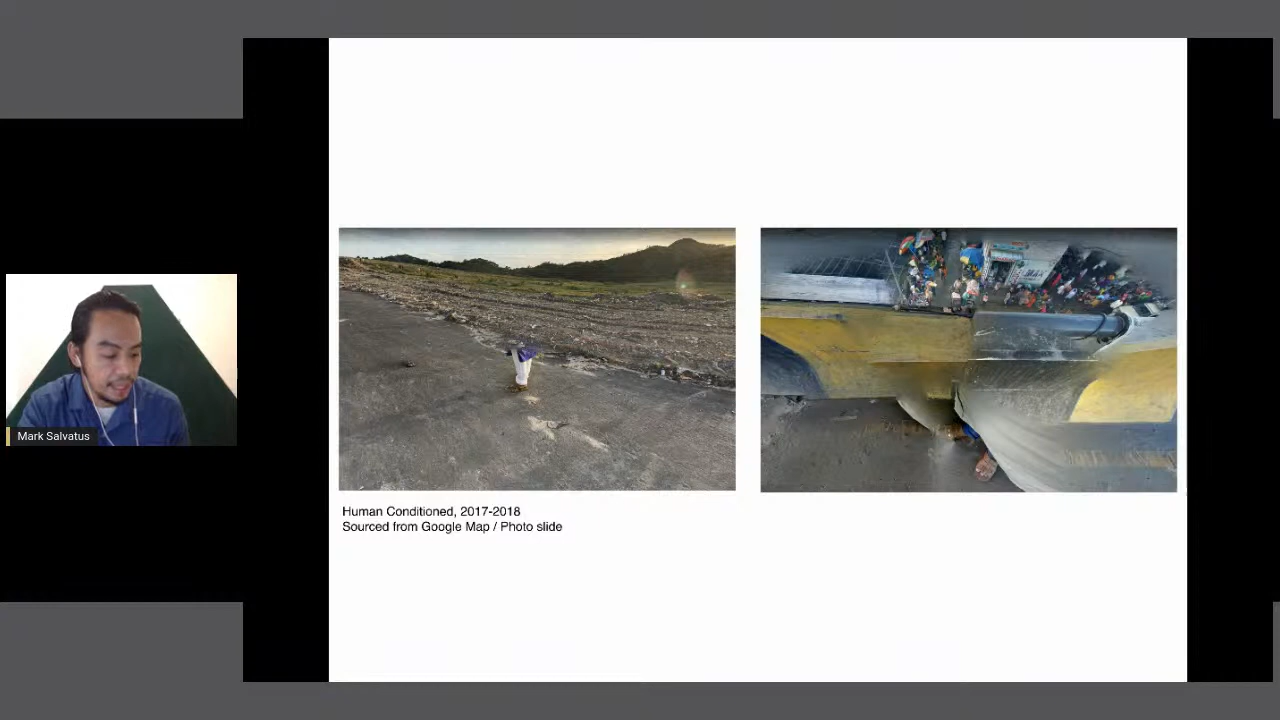 Mark Salvatus
Human Conditioned, 2017-2018
Sourced from Google Map / Photo slide